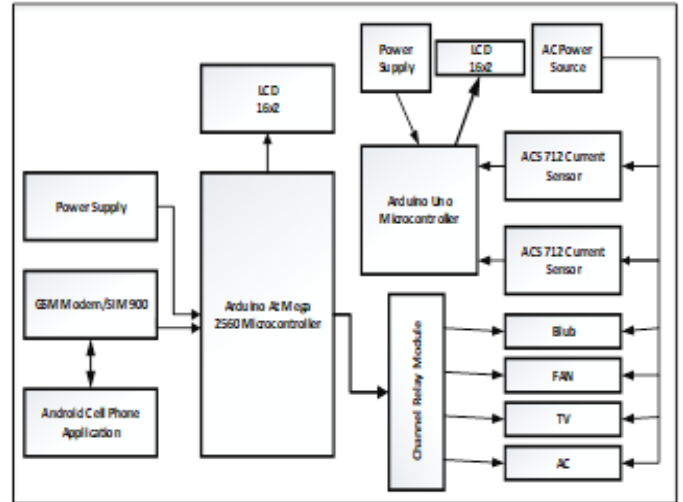 Power
Supply
LCD
16x2
AC Power
Source
LCD
16x2
ACS 712 Current
Sensor
Power Supply
Arduino Uno
Microcontroller
ACS 712 Current
Sensor
GSM Modem/SIM 900
Arduino At Mega
2560 Microcontroller
Channel Relay Module
Blub
FAN
Android Cell Phone
Application
TV
AC